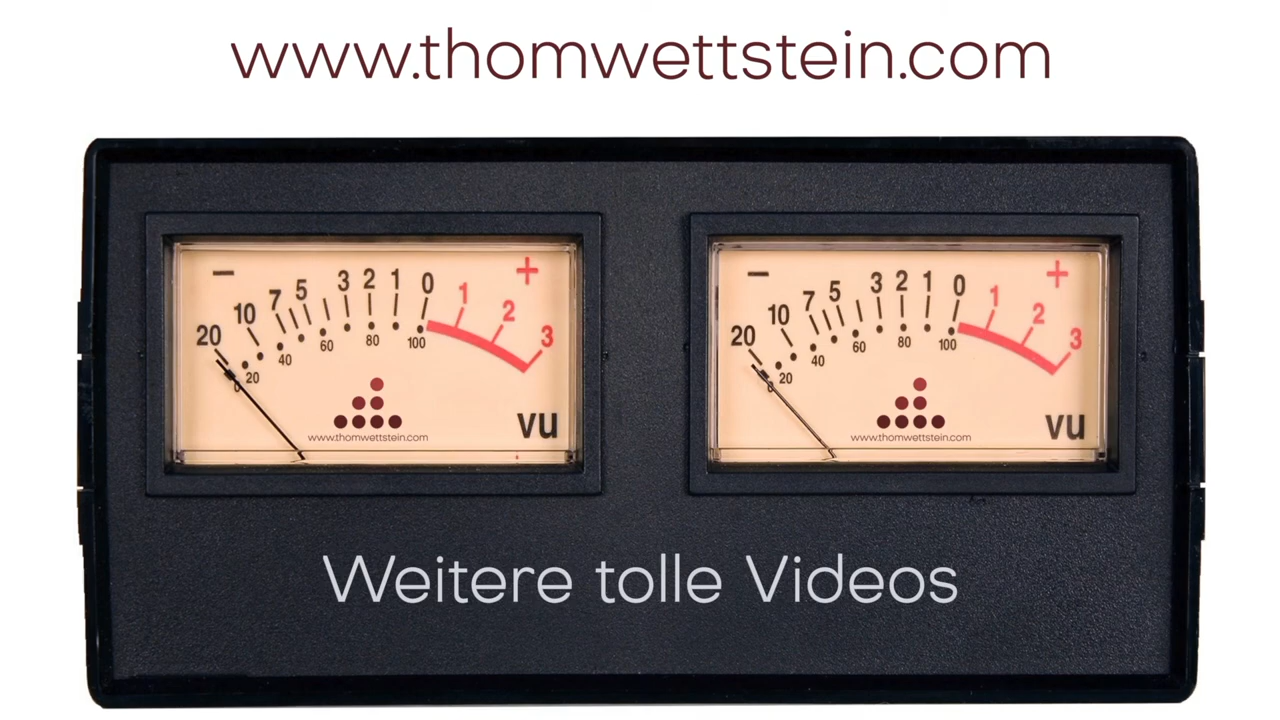 www.thomwettstein.com
− +
20 10 7 5 3 2 1 0 1 2 3
0 20 40 60 80 100
www.thomwettstein.com
vu
− +
20 10 7 5 3 2 1 0 1 2 3
0 20 40 60 80 100
www.thomwettstein.com
vu
Weitere tolle Videos